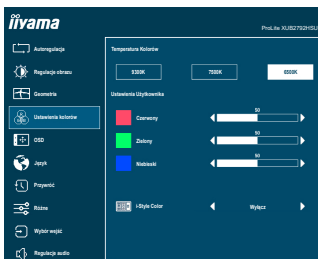 iiyama
ProLite XUB2792HSU
Autoregulacja
Regulacje obrazu
Geometria
Ustawienia kolorów
OSD
Język
Przywróć
Różne
Wybór wejść
Regulacja audio
Temperatura Kolorów
9300K
7500K
6500K
Ustawienia Użytkownika
Czerwony
50
Zielony
50
Niebieski
50
i-Style Color
Wyłącz